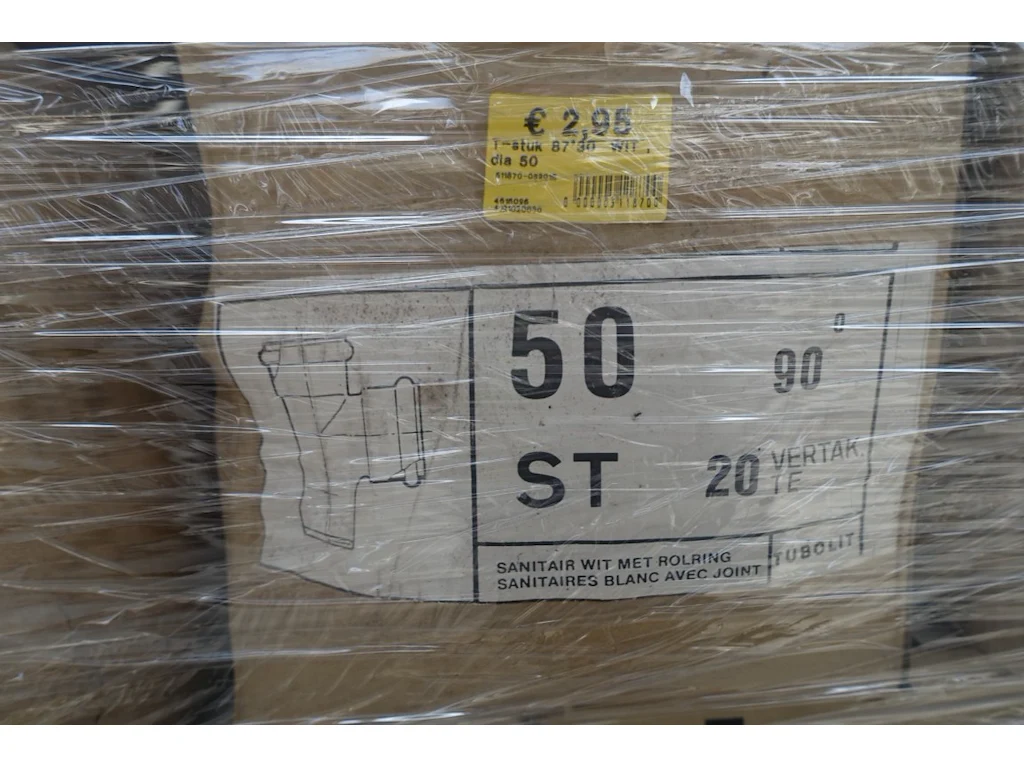 € 2,95
T-stuk 87°30' WIT,
dia 50
50
90°
ST
20
VERTAK.
TE
SANITAIR WIT MET ROLRING
SANITAIRES BLANC AVEC JOINT
TUBOLIT